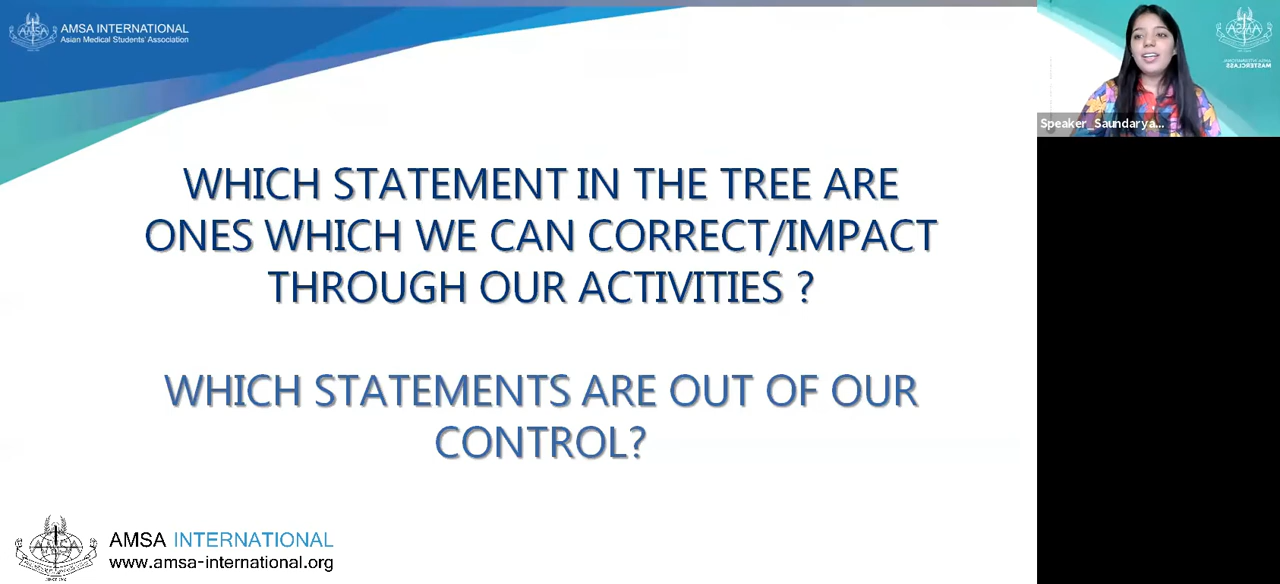 AMSA INTERNATIONAL
Asian Medical Students' Association
WHICH STATEMENT IN THE TREE ARE
ONES WHICH WE CAN CORRECT/IMPACT
THROUGH OUR ACTIVITIES ?
WHICH STATEMENTS ARE OUT OF OUR
CONTROL?
AMSA INTERNATIONAL
www.amsa-international.org
Speaker_Saundarya...